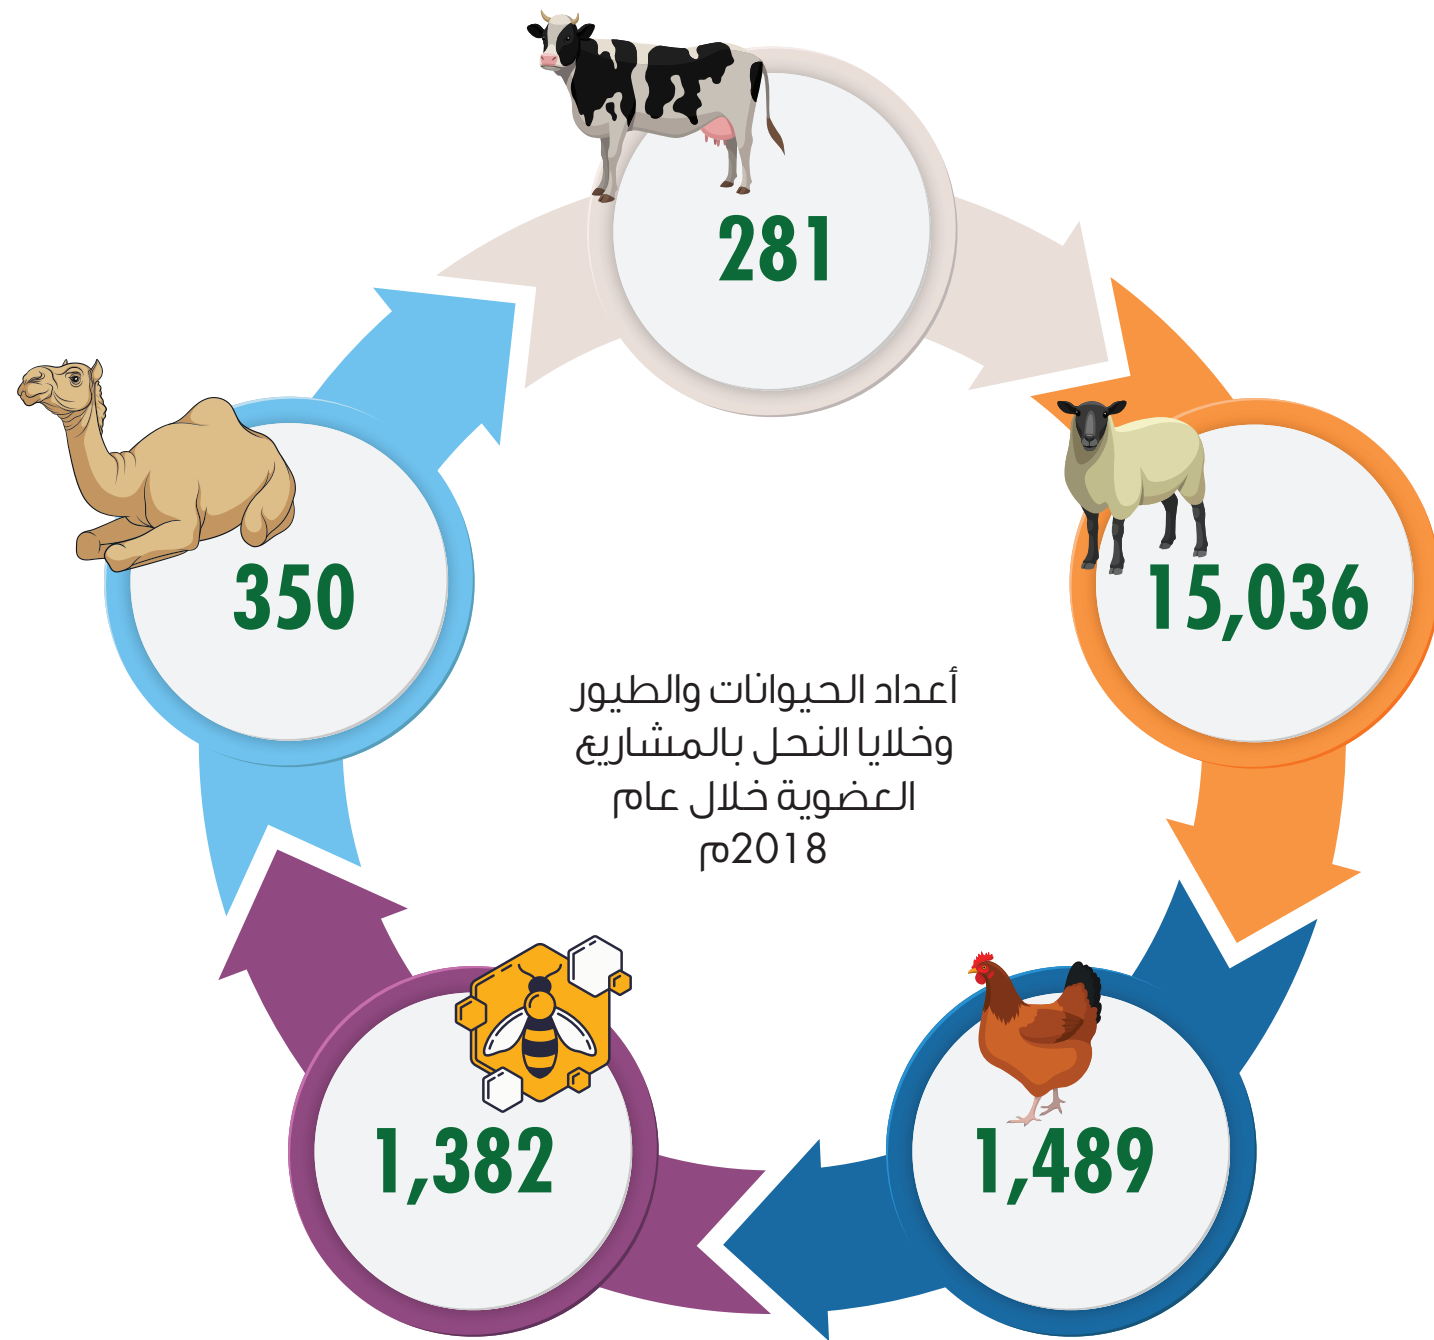 281
15,036
350
أعداد الحيوانات والطيور
وخلايا النحل بالمشاريع
العضوية خلال عام
2018م
1,489
1,382